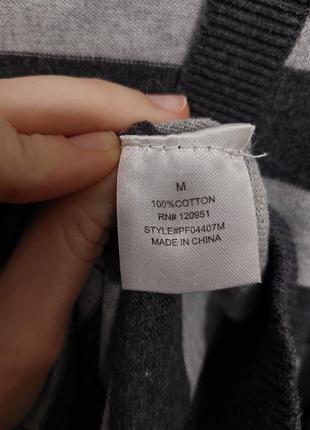 M
100%COTTON
RN# 120951
STYLE#PF04407M
MADE IN CHINA